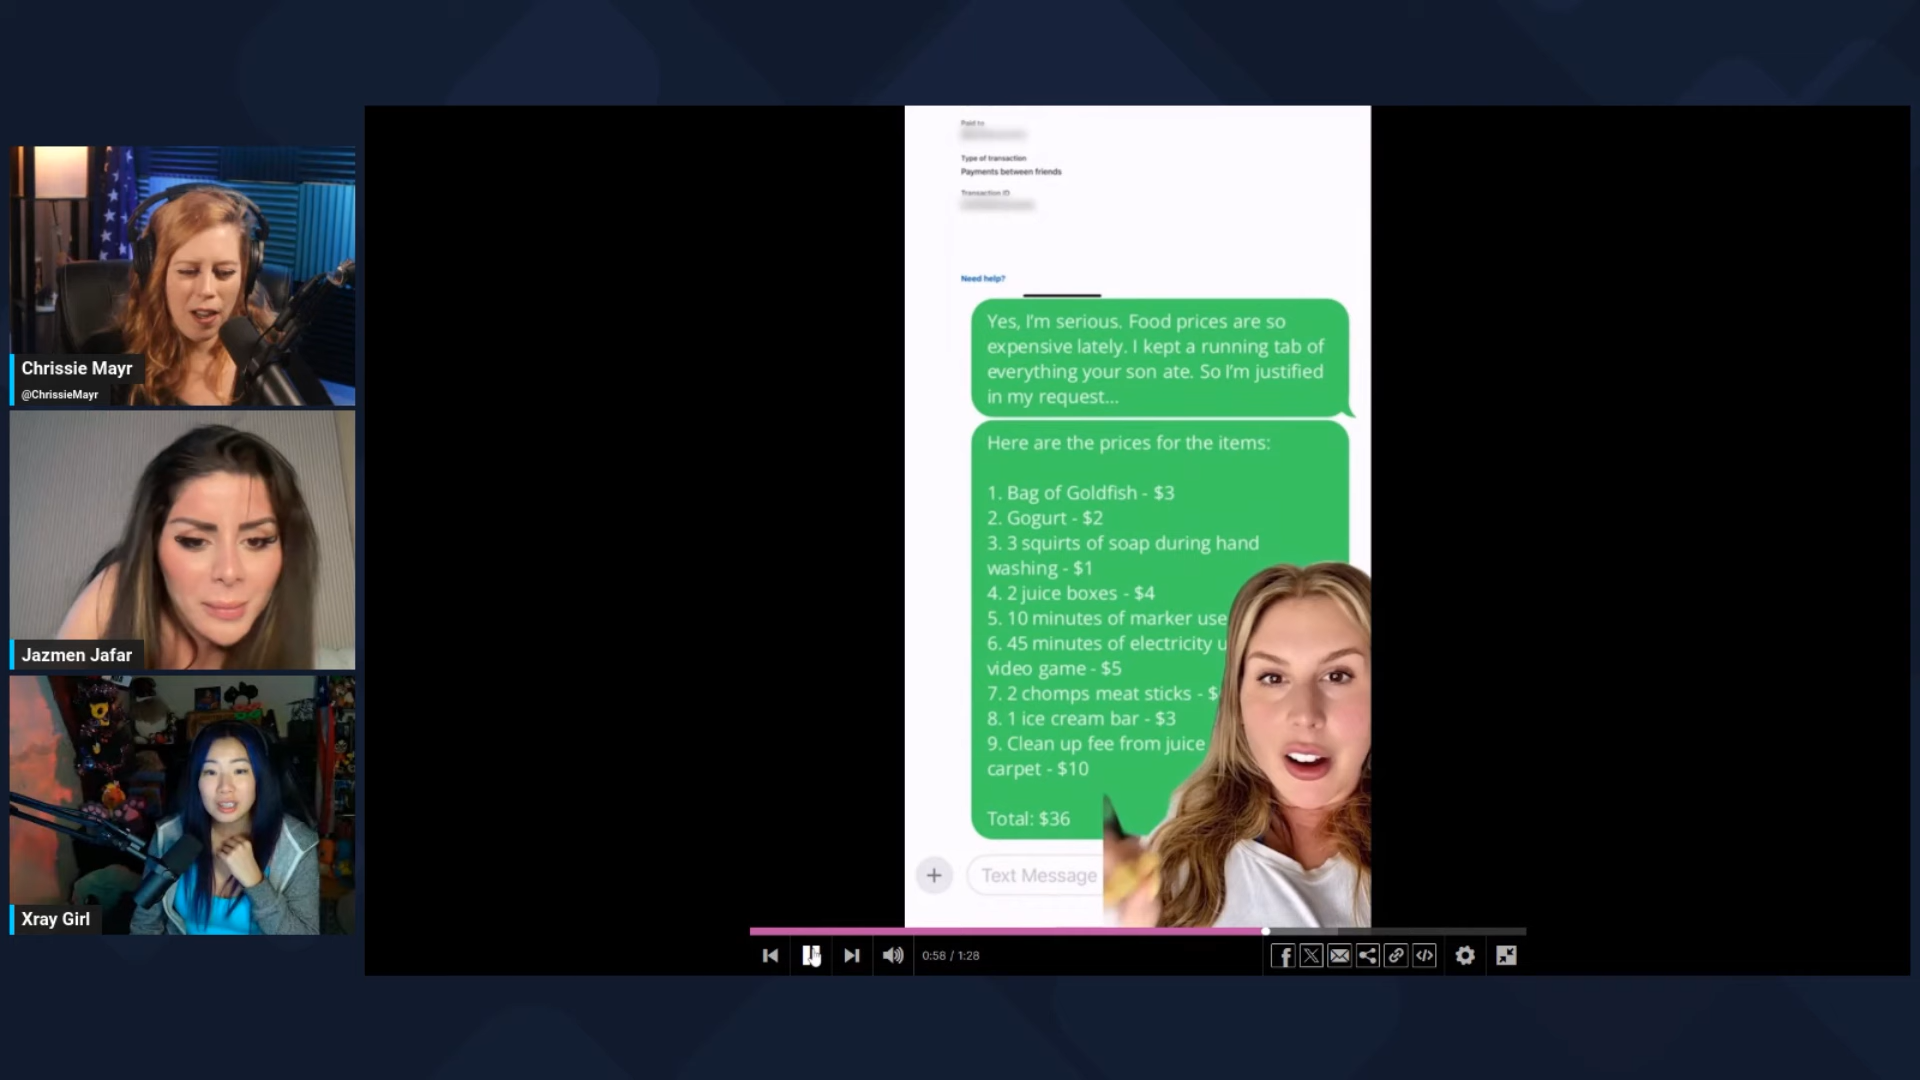 Chrissie Mayr
@ChrissieMayr
Jazmen Jafar
Xray Girl
Paid to
Type of transaction
Payments between friends
Transaction ID
Need help?
Yes, I'm serious. Food prices are so
expensive lately. I kept a running tab of
everything your son ate. So I'm justified
in my request...
Here are the prices for the items:
1. Bag of Goldfish - $3
2. Gogurt - $2
3. 3 squirts of soap during hand
washing - $1
4. 2 juice boxes - $4
5. 10 minutes of marker use
6. 45 minutes of electricity u
video game - $5
7. 2 chomps meat sticks - $
8. 1 ice cream bar - $3
9. Clean up fee from juice
carpet - $10
Total: $36
Text Message
0:58 / 1:28